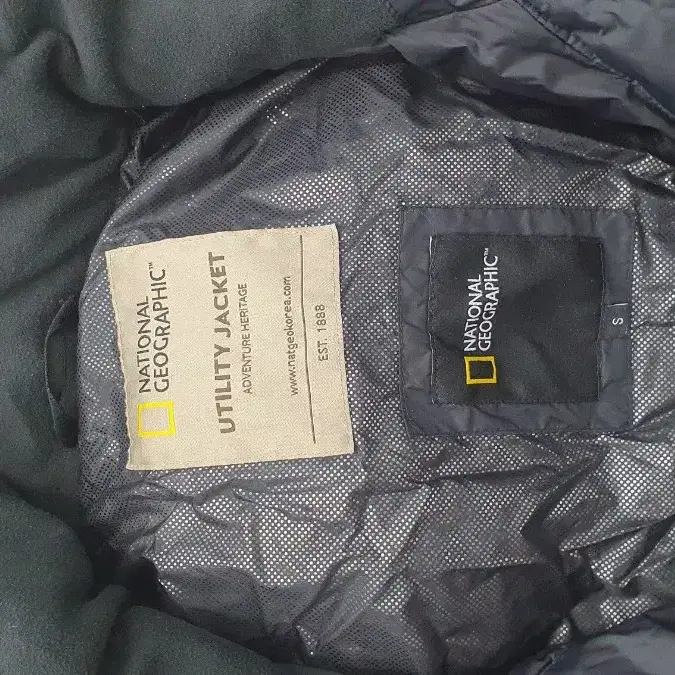 NATIONAL
GEOGRAPHIC™
UTILITY JACKET
ADVENTURE HERITAGE
www.natgeokorea.com
EST. 1888
NATIONAL
GEOGRAPHIC™
S